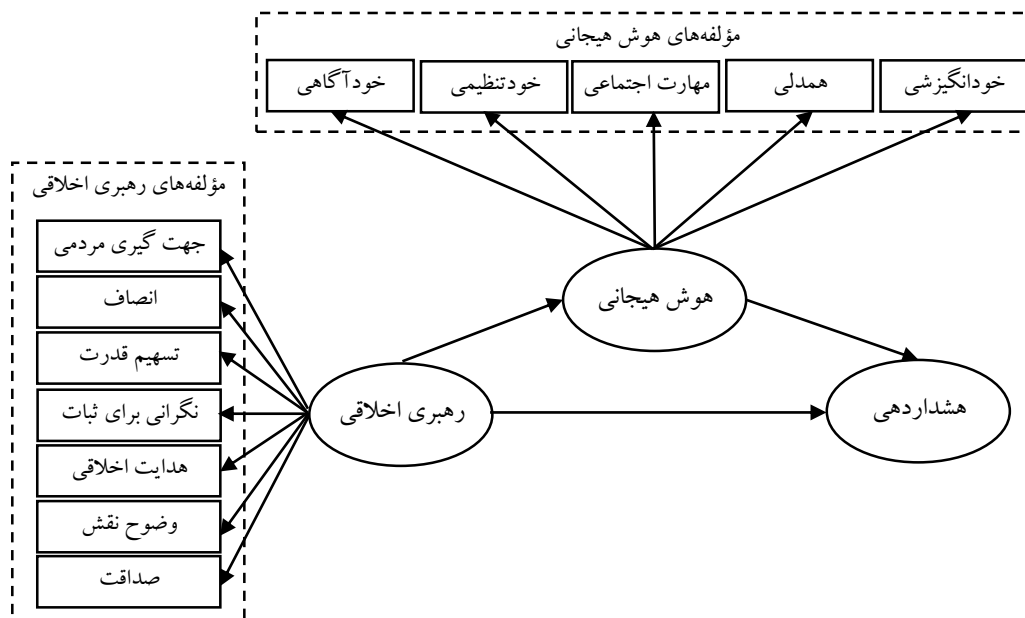 مؤلفه‌های هوش هیجانی
خودانگیزشی
همدلی
مهارت اجتماعی
خودتنظیمی
خودآگاهی
مؤلفه‌های رهبری اخلاقی
جهت گیری مردمی
انصاف
تسهیم قدرت
نگرانی برای ثبات
هدایت اخلاقی
وضوح نقش
صداقت
هوش هیجانی
رهبری اخلاقی
هشداردهی